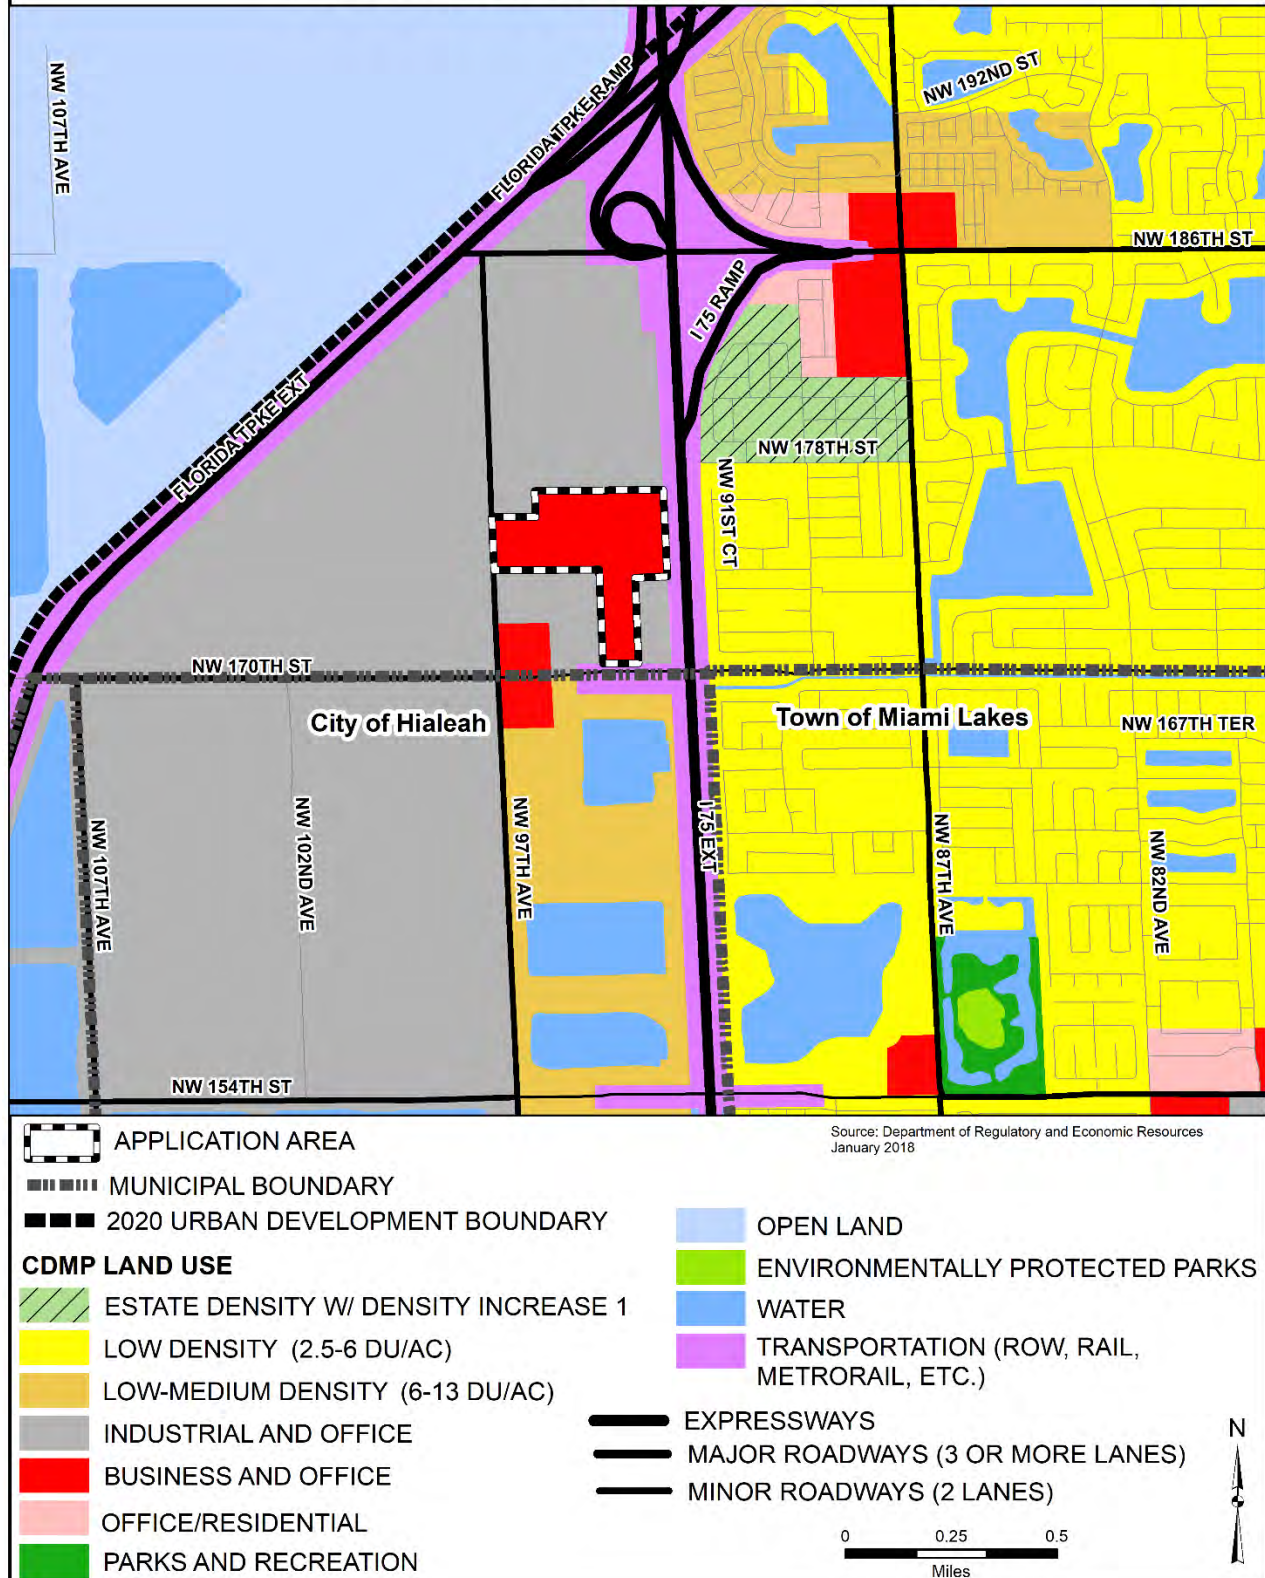 NW 107TH AVE
FLORIDA TPKE RAMP
NW 192ND ST
NW 186TH ST
I 75 RAMP
FLORIDA TPKE EXT
NW 178TH ST
NW 91ST CT
NW 170TH ST
City of Hialeah
Town of Miami Lakes
NW 167TH TER
NW 107TH AVE
NW 102ND AVE
NW 97TH AVE
I 75 EXT
NW 87TH AVE
NW 82ND AVE
NW 154TH ST
Source: Department of Regulatory and Economic Resources
January 2018
APPLICATION AREA
MUNICIPAL BOUNDARY
2020 URBAN DEVELOPMENT BOUNDARY
CDMP LAND USE
ESTATE DENSITY W/ DENSITY INCREASE 1
LOW DENSITY (2.5-6 DU/AC)
LOW-MEDIUM DENSITY (6-13 DU/AC)
INDUSTRIAL AND OFFICE
BUSINESS AND OFFICE
OFFICE/RESIDENTIAL
PARKS AND RECREATION
OPEN LAND
ENVIRONMENTALLY PROTECTED PARKS
WATER
TRANSPORTATION (ROW, RAIL,
METRORAIL, ETC.)
EXPRESSWAYS
MAJOR ROADWAYS (3 OR MORE LANES)
MINOR ROADWAYS (2 LANES)
N
0 0.25 0.5
Miles